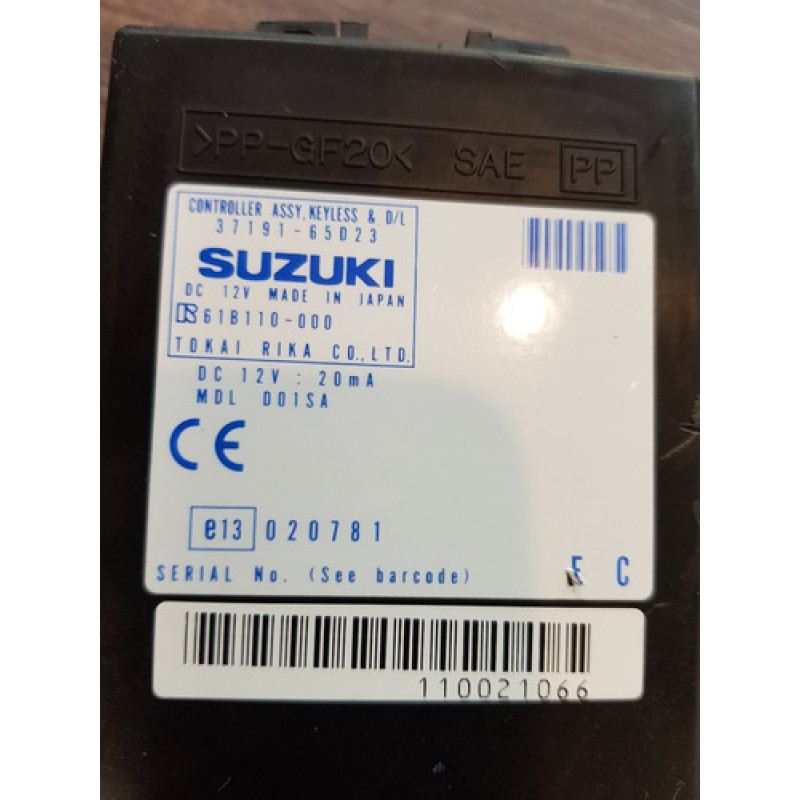 >PP-GF20< SAE PP
CONTROLLER ASSY,KEYLESS & D/L
37191-65D23
SUZUKI
DC 12V MADE IN JAPAN
61B110-000
TOKAI RIKA CO.,LTD.
DC 12V : 20mA
MDL D01SA
CE
e13 020781
SERIAL No. (See barcode)
E C
110021066